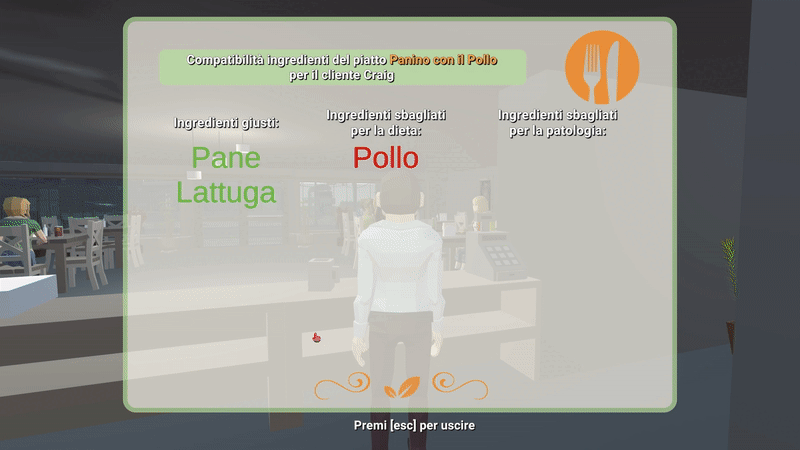 Compatibilità ingredienti del piatto Panino con il Pollo
per il cliente Craig
Ingredienti giusti:
Pane
Lattuga
Ingredienti sbagliati
per la dieta:
Pollo
Ingredienti sbagliati
per la patologia:
Premi [esc] per uscire